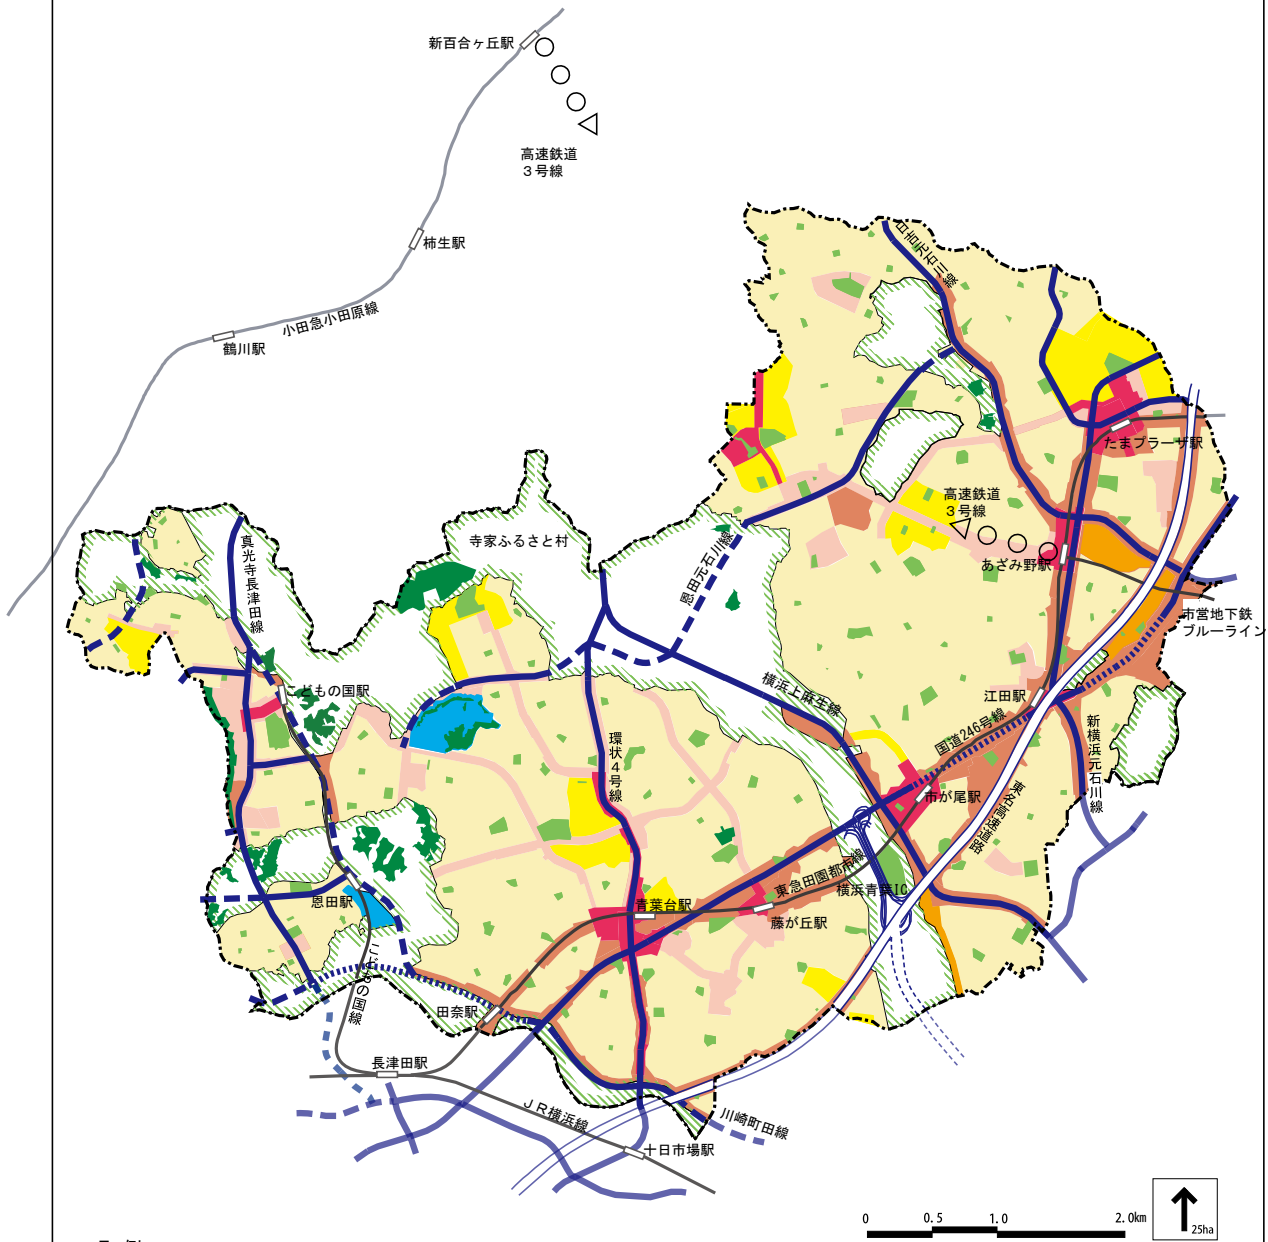 新百合ヶ丘駅
高速鉄道
３号線
柿生駅
小田急小田原線
鶴川駅
日吉元石川線
たまプラーザ駅
高速鉄道
３号線
あざみ野駅
寺家ふるさと村
真光寺長津田線
恩田元石川線
市営地下鉄
ブルーライン
こどもの国駅
横浜上麻生線
江田駅
国道246号線
新横浜元石川線
環状４号線
市が尾駅
東名高速道路
東急田園都市線
横浜青葉IC
恩田駅
青葉台駅
藤が丘駅
こどもの国線
田奈駅
長津田駅
ＪＲ横浜線
川崎町田線
十日市場駅
0 0.5 1.0 2.0km
25ha